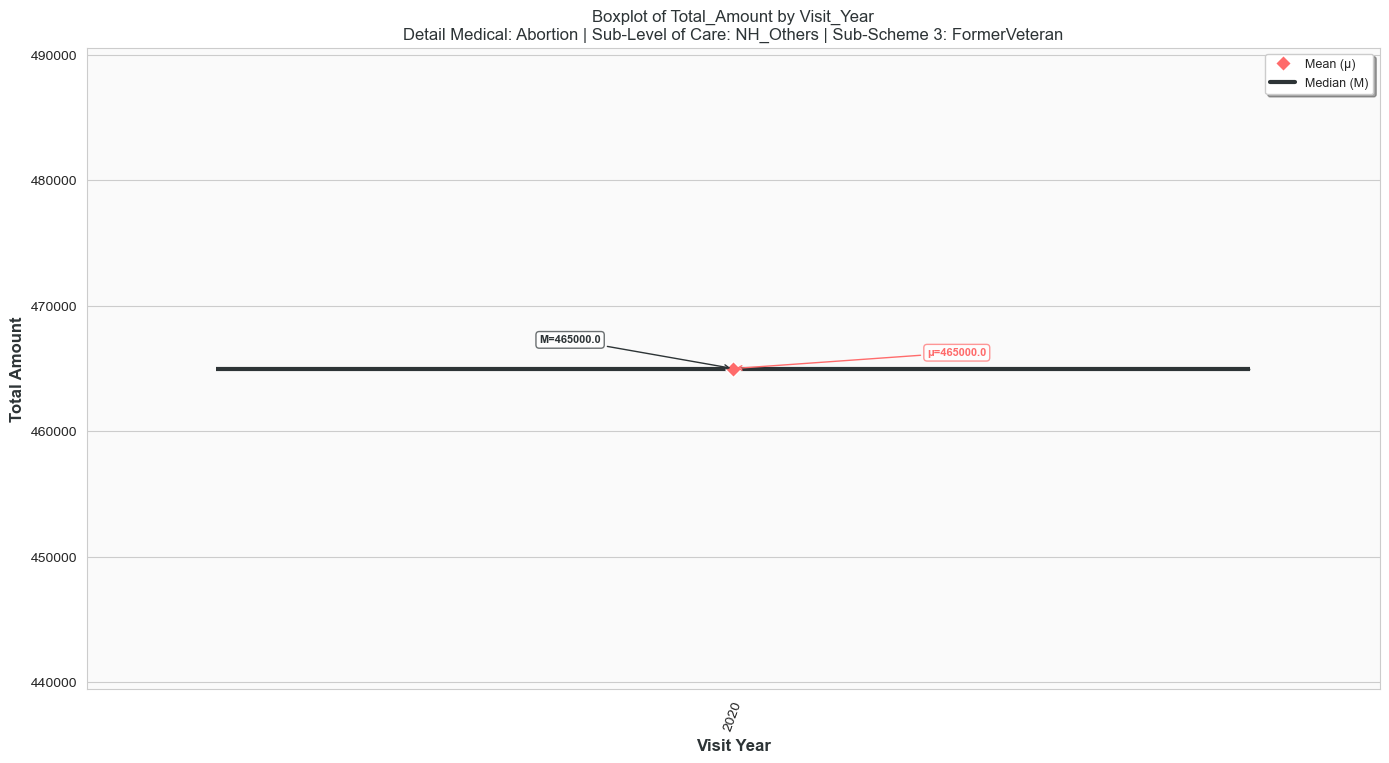 Boxplot of Total_Amount by Visit_Year
Detail Medical: Abortion | Sub-Level of Care: NH_Others | Sub-Scheme 3: FormerVeteran
490000
480000
470000
460000
450000
440000
Total Amount
Mean (μ)
Median (M)
M=465000.0
μ=465000.0
2020
Visit Year